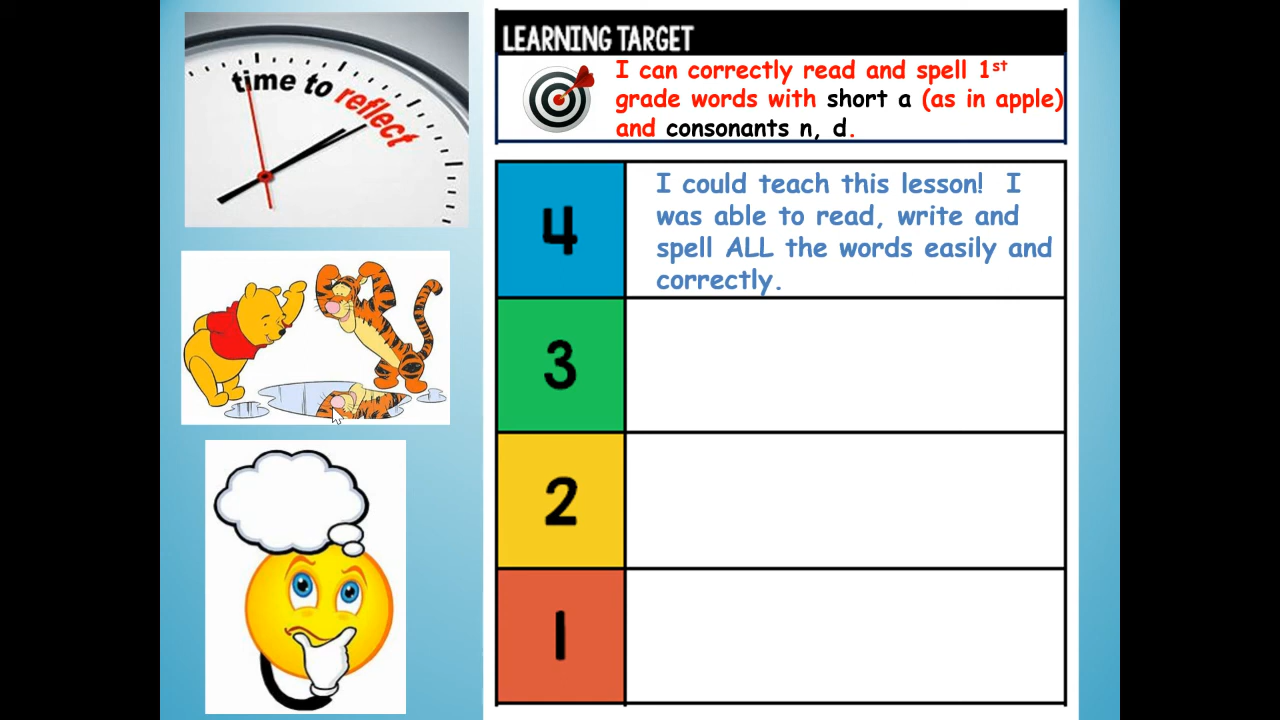 time to reflect
LEARNING TARGET
I can correctly read and spell 1st
grade words with short a (as in apple)
and consonants n, d.
4
I could teach this lesson! I
was able to read, write and
spell ALL the words easily and
correctly.
3
2
1